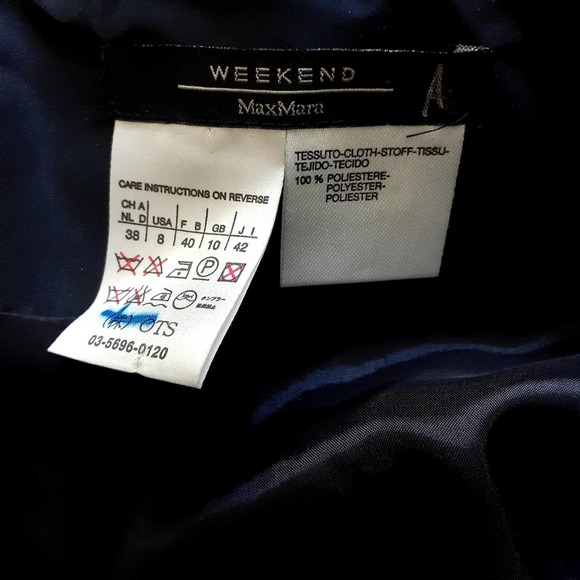 WEEKEND
MaxMara
A
CARE INSTRUCTIONS ON REVERSE
CH A
NL D USA F B GB J I
38 8 40 10 42
P
タンブラー
(株) OTS
03-5696-0120
TESSUTO-CLOTH-STOFF-TISSU-
TEJIDO-TECIDO
100 % POLIESTERE-
POLYESTER-
POLIESTER